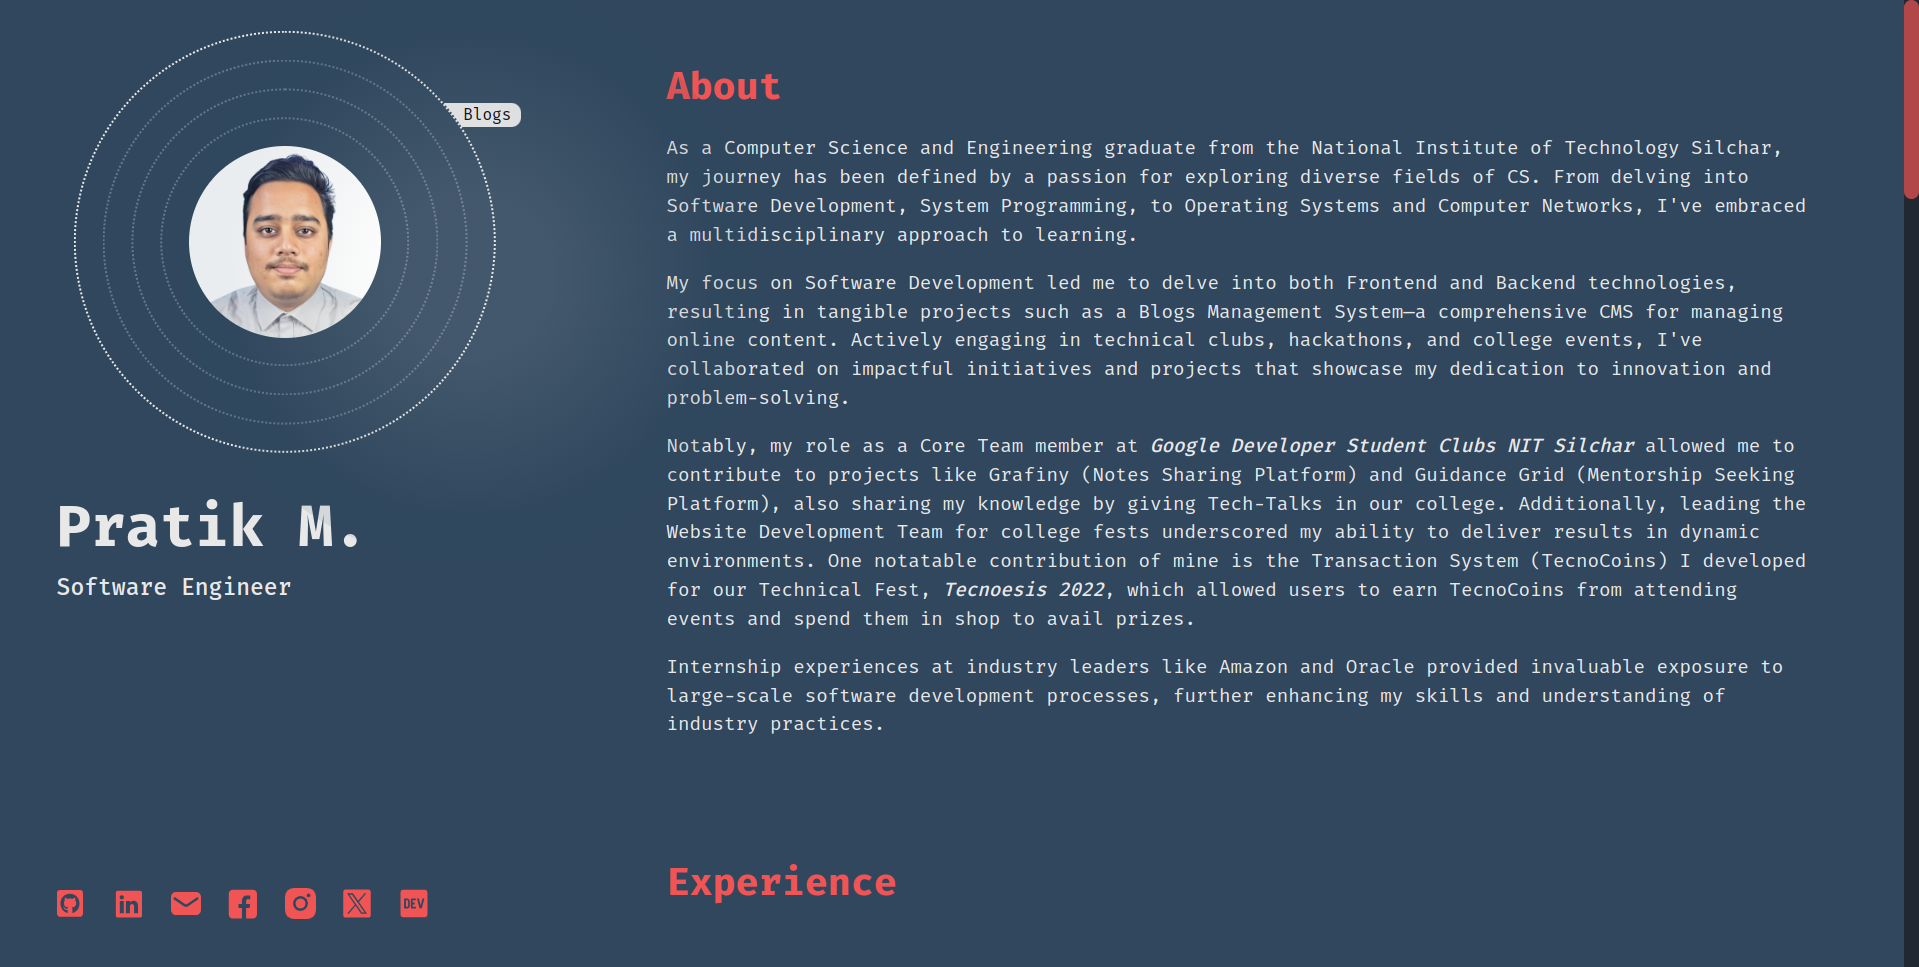 Blogs
Pratik M.
Software Engineer
DEV
About
As a Computer Science and Engineering graduate from the National Institute of Technology Silchar,
my journey has been defined by a passion for exploring diverse fields of CS. From delving into
Software Development, System Programming, to Operating Systems and Computer Networks, I've embraced
a multidisciplinary approach to learning.
My focus on Software Development led me to delve into both Frontend and Backend technologies,
resulting in tangible projects such as a Blogs Management System—a comprehensive CMS for managing
online content. Actively engaging in technical clubs, hackathons, and college events, I've
collaborated on impactful initiatives and projects that showcase my dedication to innovation and
problem-solving.
Notably, my role as a Core Team member at Google Developer Student Clubs NIT Silchar allowed me to
contribute to projects like Grafiny (Notes Sharing Platform) and Guidance Grid (Mentorship Seeking
Platform), also sharing my knowledge by giving Tech-Talks in our college. Additionally, leading the
Website Development Team for college fests underscored my ability to deliver results in dynamic
environments. One notatable contribution of mine is the Transaction System (TecnoCoins) I developed
for our Technical Fest, Tecnoesis 2022, which allowed users to earn TecnoCoins from attending
events and spend them in shop to avail prizes.
Internship experiences at industry leaders like Amazon and Oracle provided invaluable exposure to
large-scale software development processes, further enhancing my skills and understanding of
industry practices.
Experience